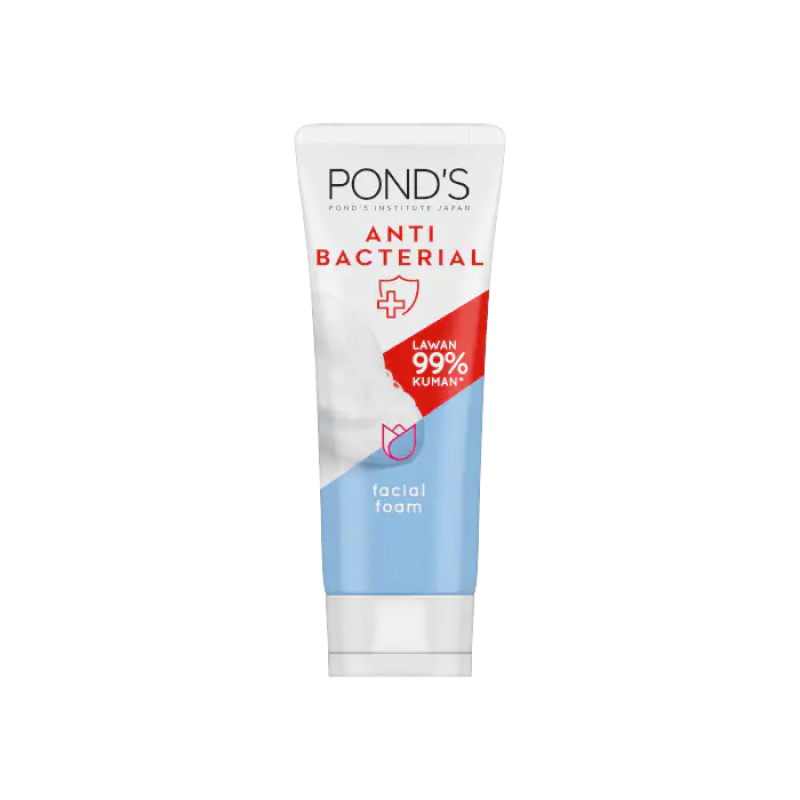 POND'S
POND'S INSTITUTE JAPAN
ANTI
BACTERIAL
LAWAN
99%
KUMAN*
facial
foam